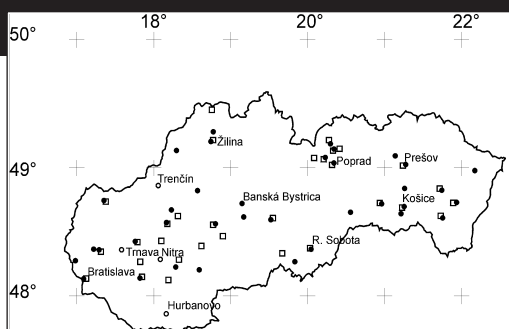 18° 20° 22°
50°
Žilina
49°
Poprad Prešov
Trenčín
Banská Bystrica Košice
R. Sobota
Trnava Nitra
Bratislava
48°
Hurbanovo